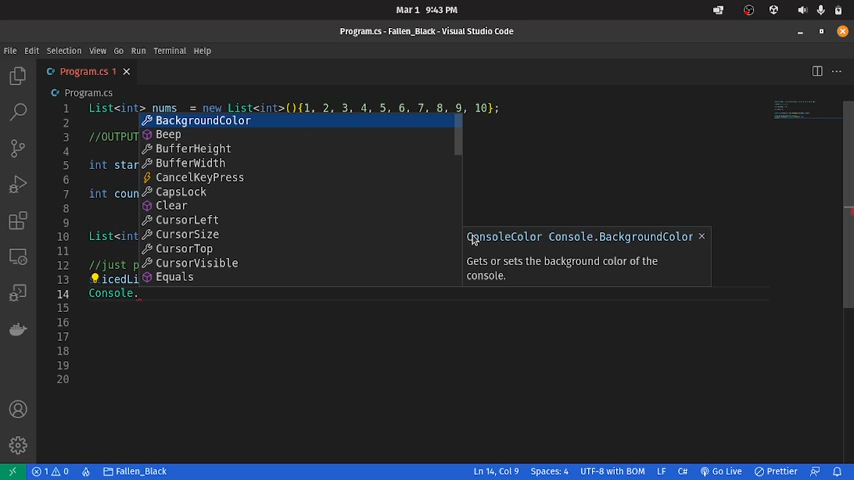 Mar 1 9:43 PM
Program.cs - Fallen_Black - Visual Studio Code
File Edit Selection View Go Run Terminal Help
Program.cs 1
Program.cs
1 List<int> nums = new List<int>(){1, 2, 3, 4, 5, 6, 7, 8, 9, 10};
2 BackgroundColor
3 //OUTPUT Beep
4 BufferHeight
5 int star BufferWidth
6 CancelKeyPress
7 int coun CapsLock
8 Clear
9 CursorLeft
10 List<int CursorSize
ConsoleColor Console.BackgroundColor
11 CursorTop
12 //just p CursorVisible
Gets or sets the background color of the
console.
13 icedLi Equals
14 Console.
15
16
17
18
19
20
1 0 Fallen_Black Ln 14, Col 9 Spaces: 4 UTF-8 with BOM LF C# Go Live Prettier